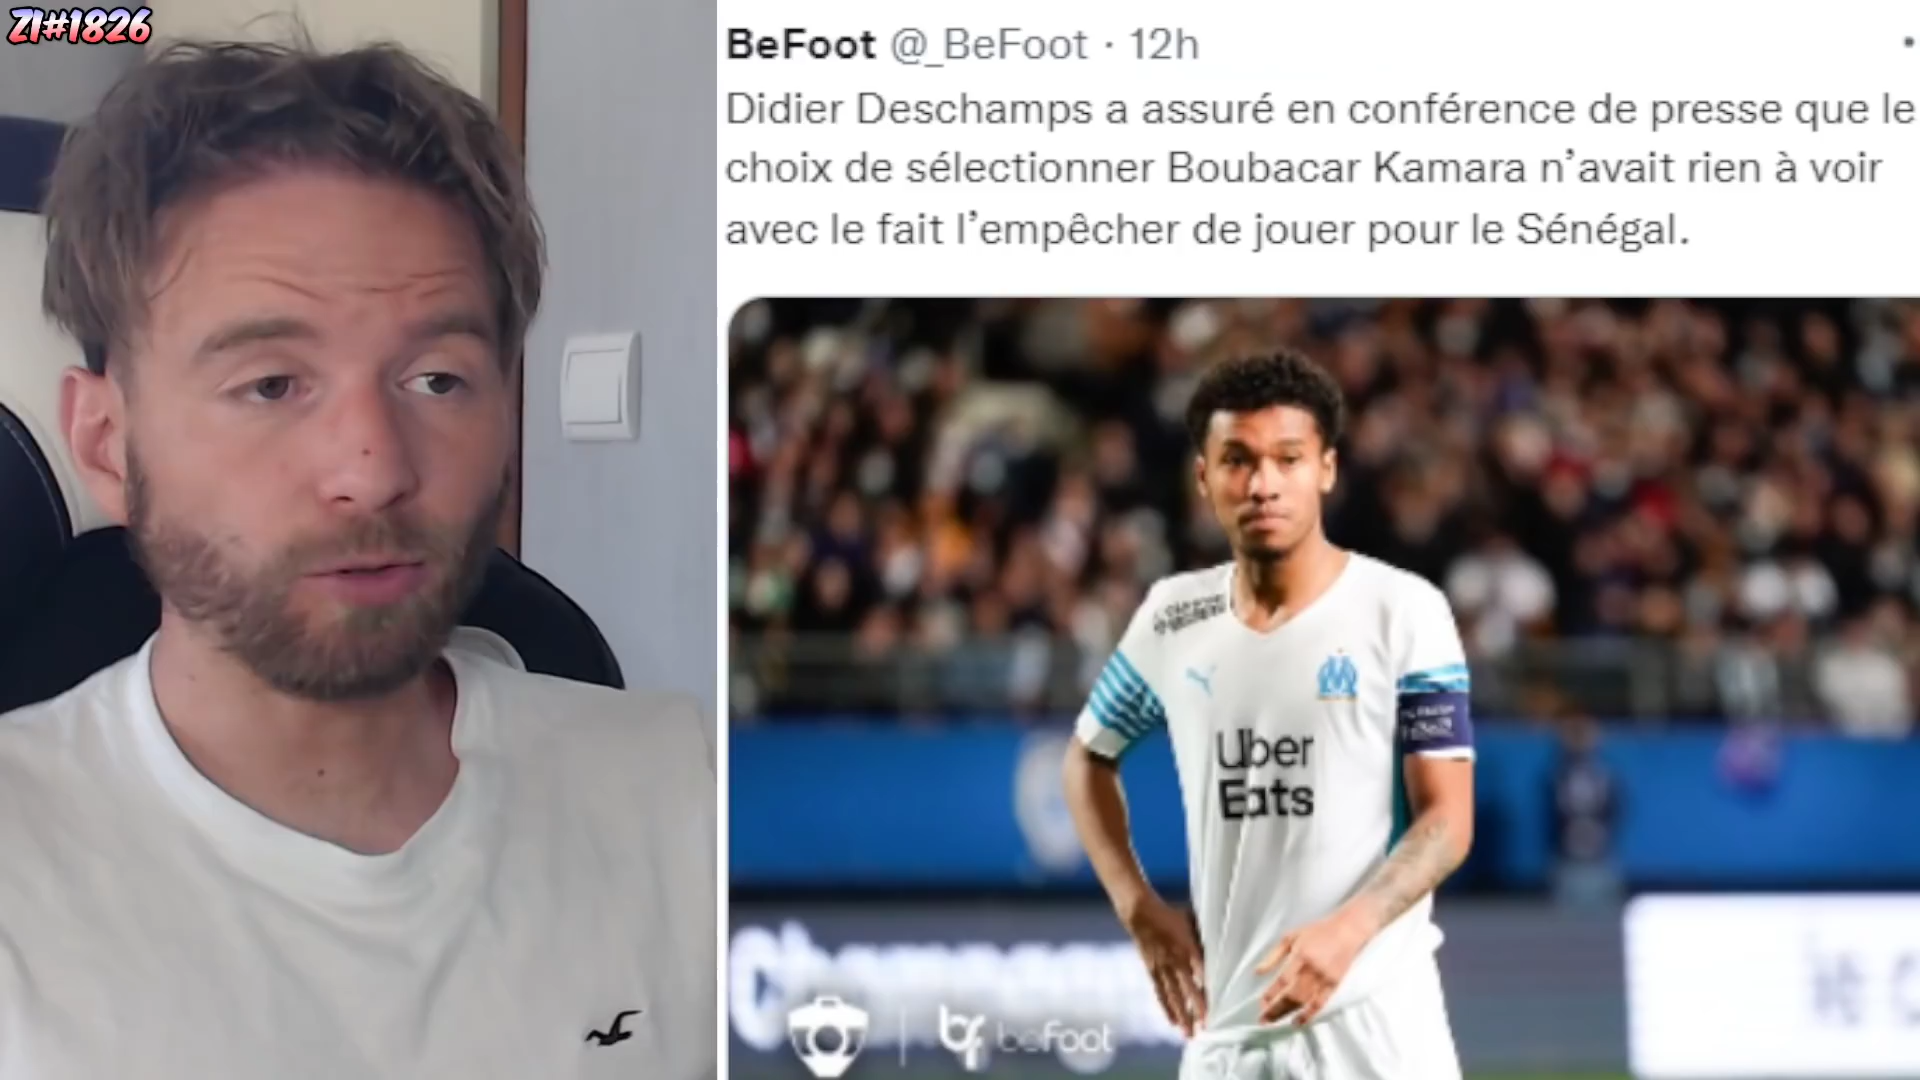 ZI#1826
BeFoot @_BeFoot · 12h
Didier Deschamps a assuré en conférence de presse que le
choix de sélectionner Boubacar Kamara n’avait rien à voir
avec le fait l’empêcher de jouer pour le Sénégal.
Uber
Eats
beFoot